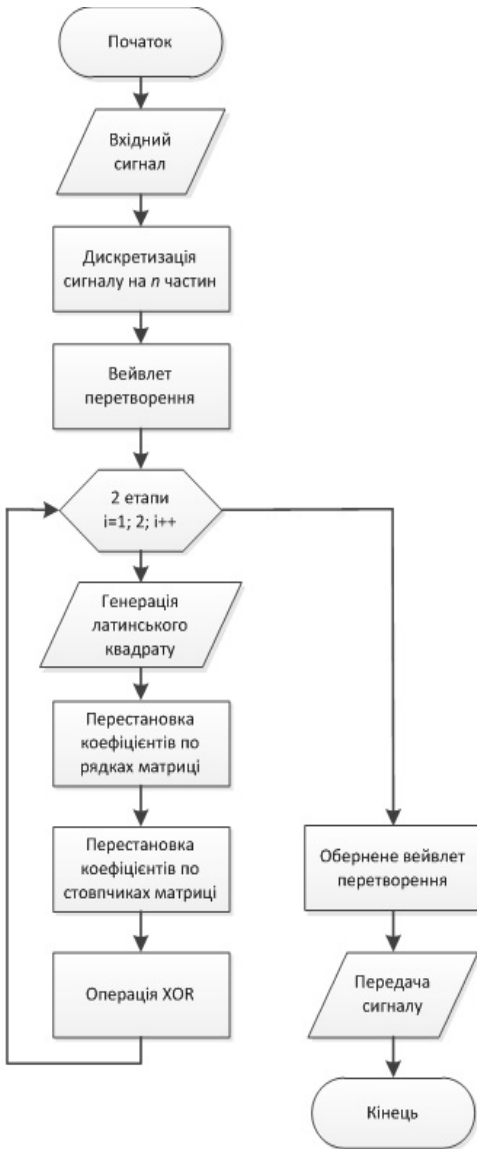 Початок
Вхідний
сигнал
Дискретизація
сигналу на n частин
Вейвлет
перетворення
2 етапи
i=1; 2; i++
Генерація
латинського
квадрату
Перестановка
коефіцієнтів по
рядках матриці
Перестановка
коефіцієнтів по
стовпчиках матриці
Операція XOR
Обернене вейвлет
перетворення
Передача
сигналу
Кінець